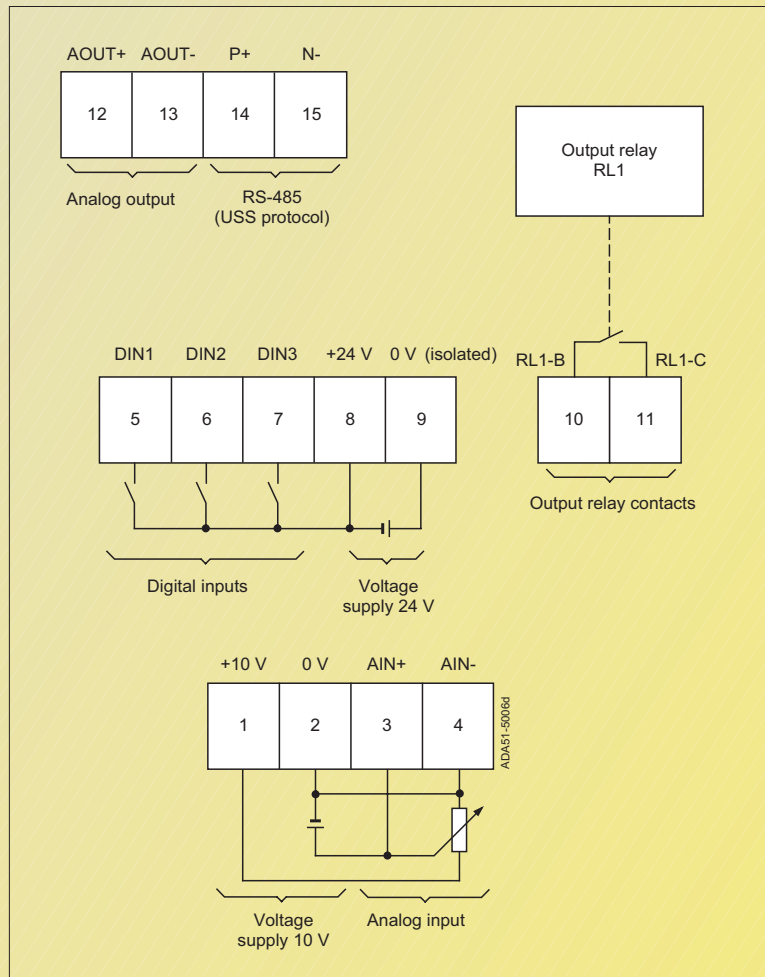 AOUT+ AOUT- P+ N-
12 13 14 15
Analog output
RS-485
(USS protocol)
Output relay
RL1
RL1-B RL1-C
10 11
Output relay contacts
DIN1 DIN2 DIN3 +24 V 0 V (isolated)
5 6 7 8 9
Digital inputs
Voltage
supply 24 V
+10 V 0 V AIN+ AIN-
1 2 3 4
ADA51-5006d
Voltage
supply 10 V
Analog input